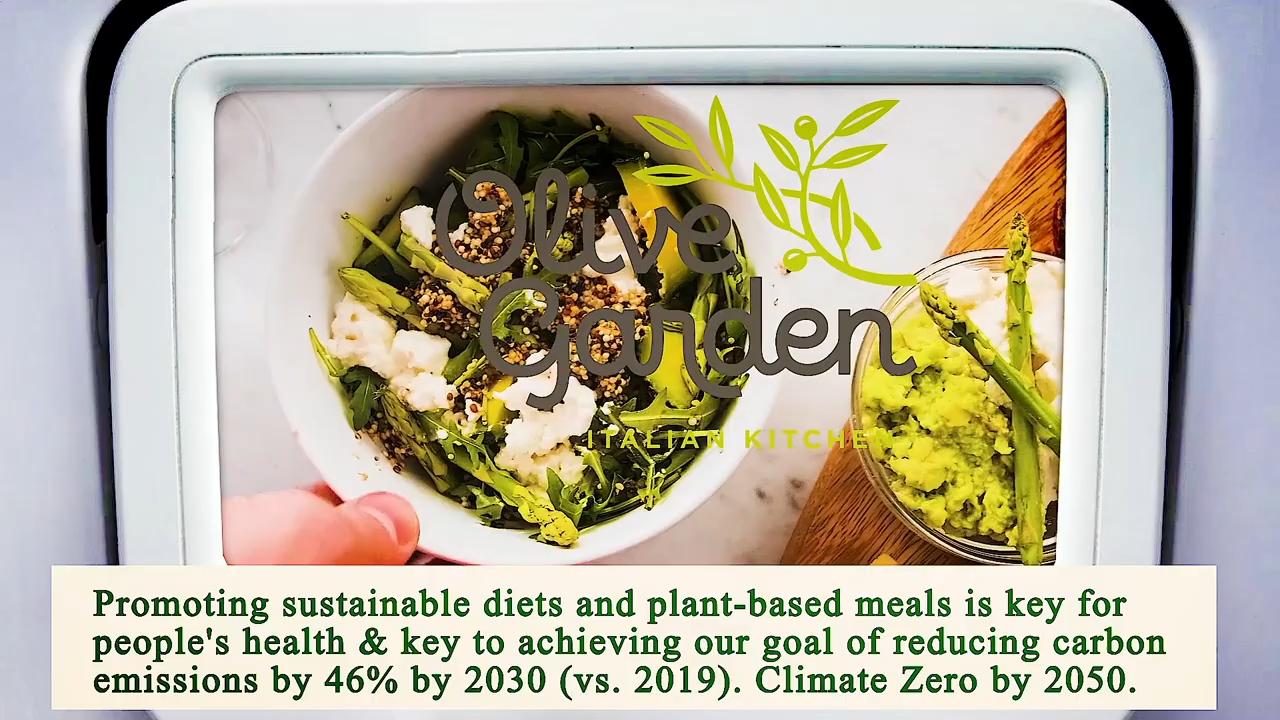 Olive
Garden
ITALIAN KITCHEN
Promoting sustainable diets and plant-based meals is key for
people's health & key to achieving our goal of reducing carbon
emissions by 46% by 2030 (vs. 2019). Climate Zero by 2050.